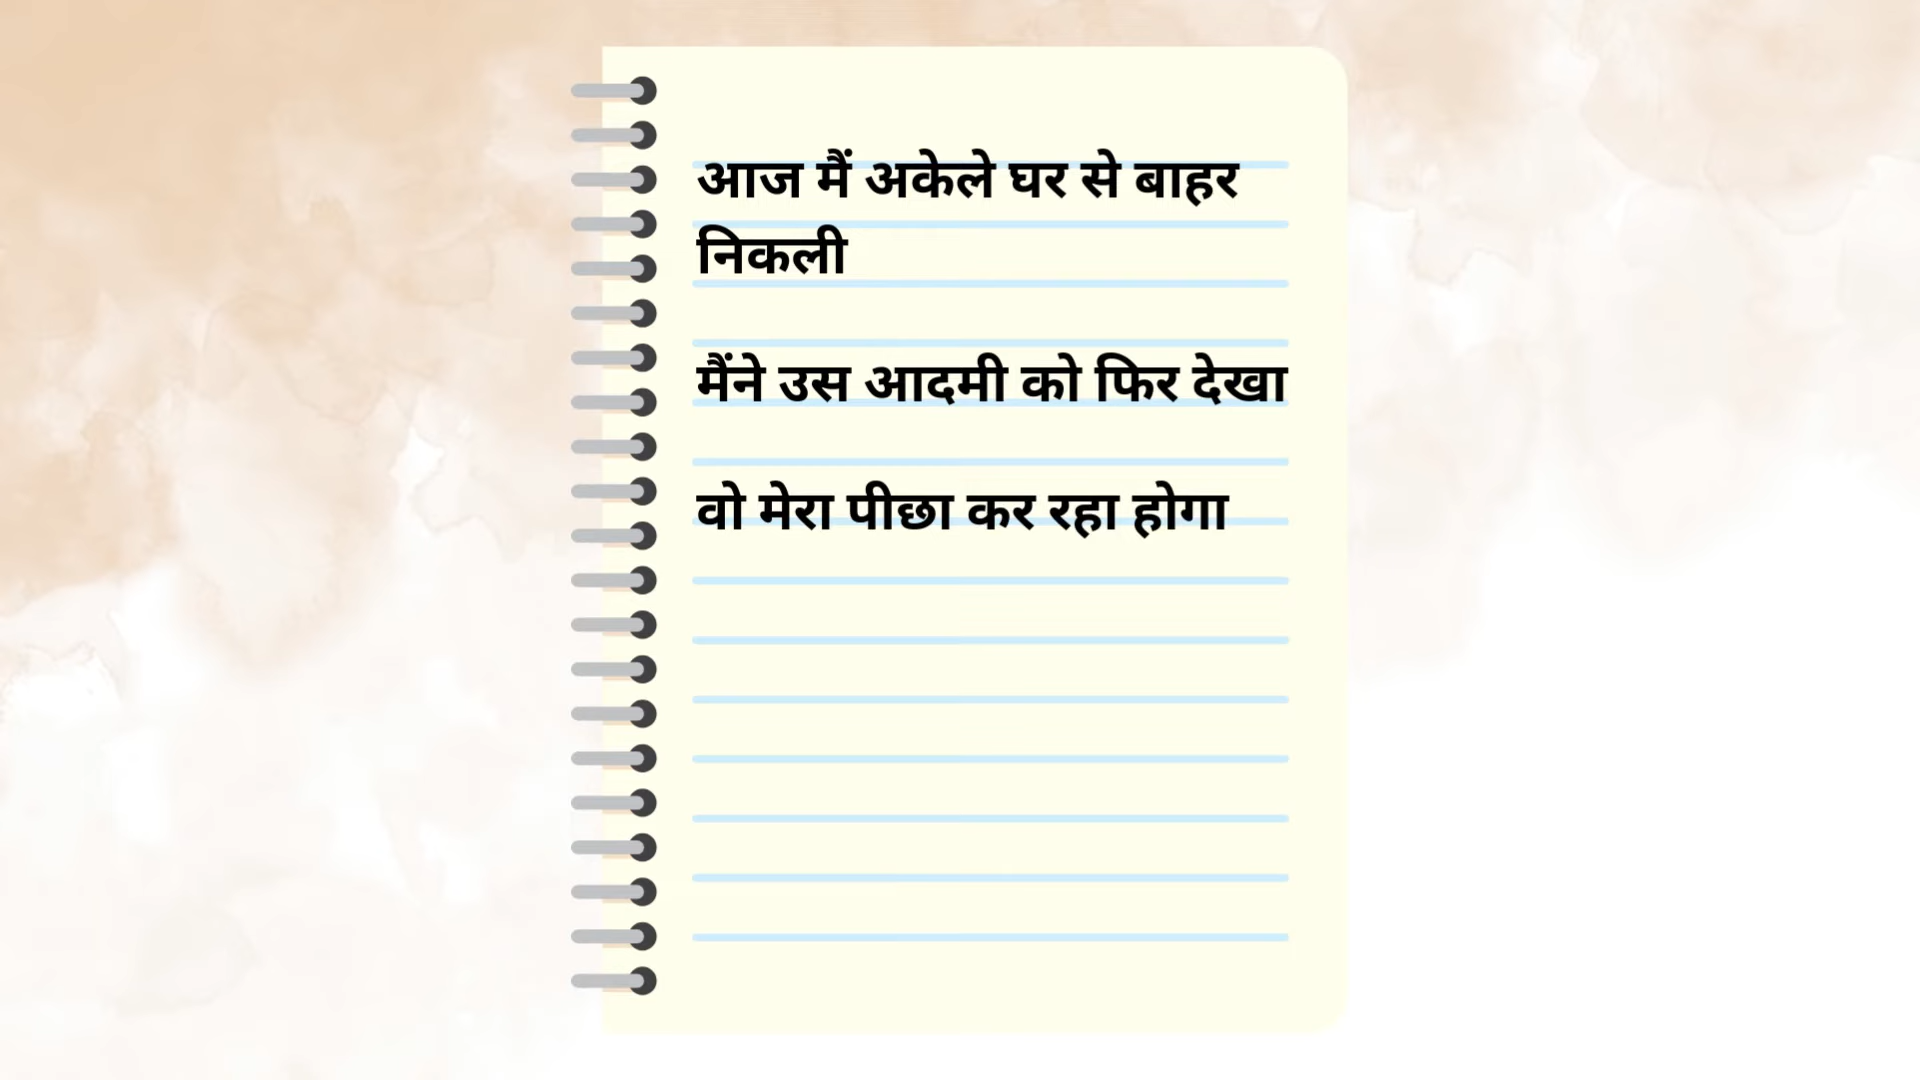 आज मैं अकेले घर से बाहर
निकली
मैंने उस आदमी को फिर देखा
वो मेरा पीछा कर रहा होगा